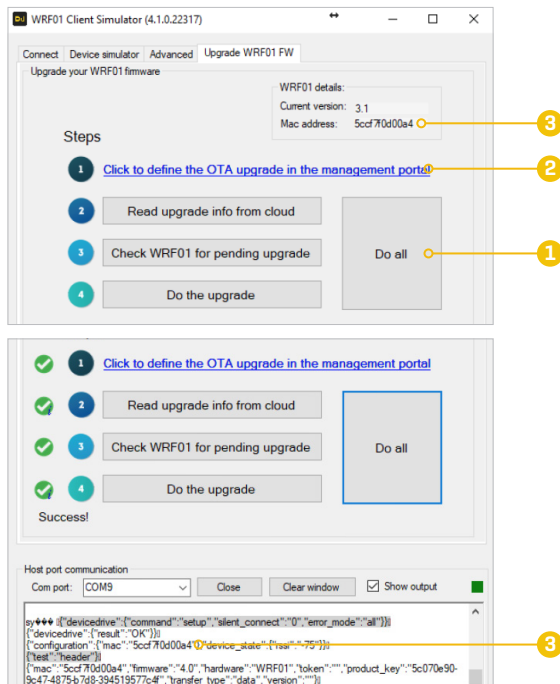 WRF01 Client Simulator (4.1.0.22317)
Connect Device simulator Advanced Upgrade WRF01 FW
Upgrade your WRF01 firmware
WRF01 details:
Current version: 3.1
Mac address: 5ccf7f0d00a4
3
Steps
1 Click to define the OTA upgrade in the management portal
2
2 Read upgrade info from cloud
3 Check WRF01 for pending upgrade
Do all
1
4 Do the upgrade
1 Click to define the OTA upgrade in the management portal
2 Read upgrade info from cloud
3 Check WRF01 for pending upgrade
Do all
4 Do the upgrade
Success!
Host port communication
Com port: COM9 Close Clear window Show output
sy {"devicedrive":{"command":"setup","silent_connect":"0","error_mode":"all"}}
{"devicedrive":{"result":"OK"}}
{"configuration":{"mac":"5ccf7f0d00a4"},"device_state":{"rssi":"-75"}}
3
{"test":"header"}
{"mac":"5ccf7f0d00a4","firmware":"4.0","hardware":"WRF01","token":"","product_key":"5c070e90-
9c47-4875-b7d8-394519577c4f","transfer_type":"data","version":""}